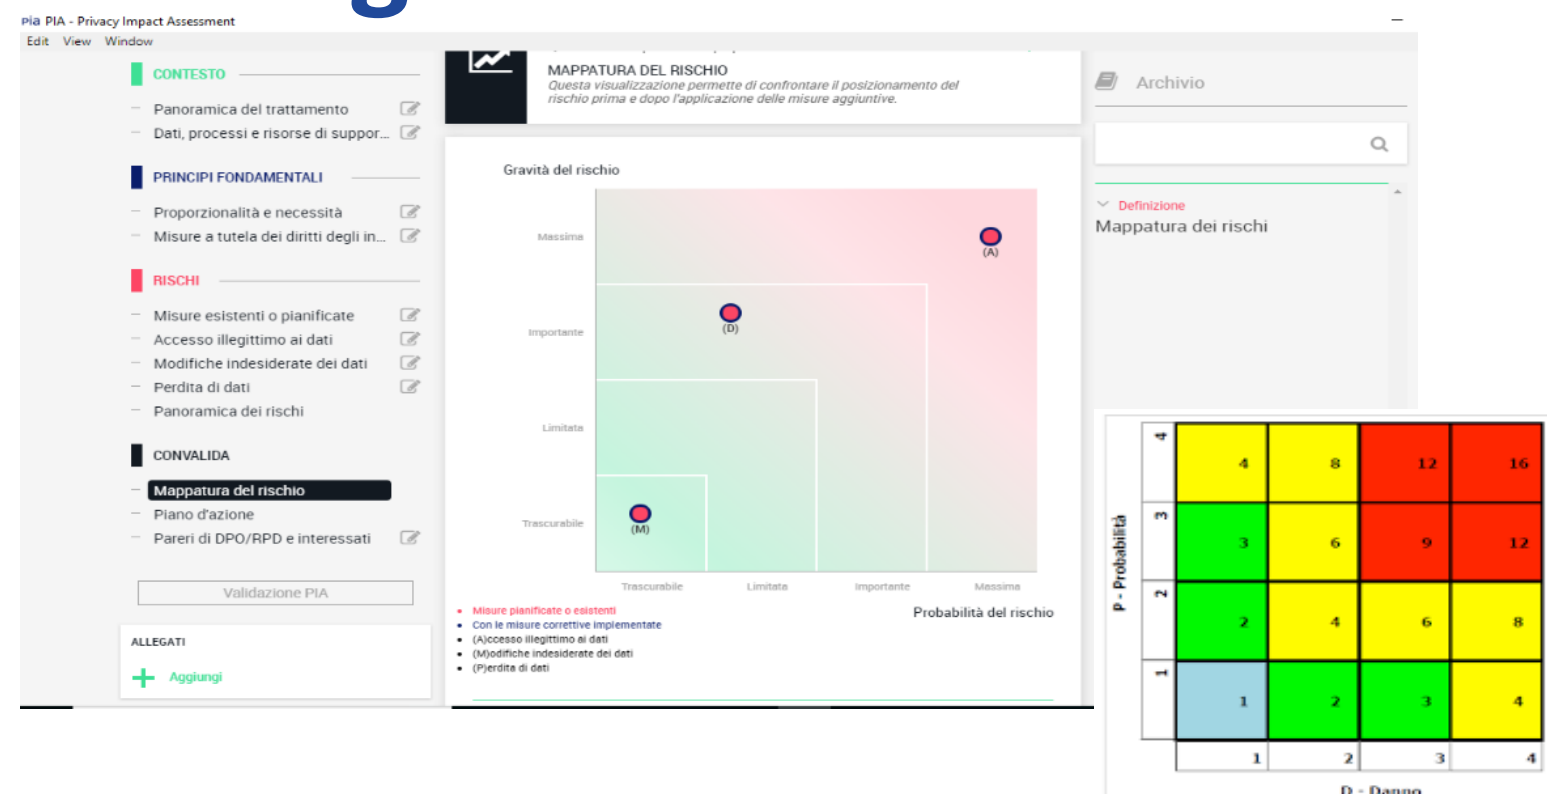 pia PIA - Privacy Impact Assessment
Edit View Window
CONTESTO
Panoramica del trattamento
Dati, processi e risorse di suppor...
PRINCIPI FONDAMENTALI
Proporzionalità e necessità
Misure a tutela dei diritti degli in...
RISCHI
Misure esistenti o pianificate
Accesso illegittimo ai dati
Modifiche indesiderate dei dati
Perdita di dati
Panoramica dei rischi
CONVALIDA
Mappatura del rischio
Piano d'azione
Pareri di DPO/RPD e interessati
Validazione PIA
ALLEGATI
Aggiungi
MAPPATURA DEL RISCHIO
Questa visualizzazione permette di confrontare il posizionamento del
rischio prima e dopo l'applicazione delle misure aggiuntive.
Gravità del rischio
Massima
(A)
(D)
Importante
Limitata
Trascurabile
(M)
Trascurabile Limitata Importante Massima
Probabilità del rischio
Misure pianificate o esistenti
Con le misure correttive implementate
(A)ccesso illegittimo ai dati
(M)odifiche indesiderate dei dati
(P)erdita di dati
Archivio
Definizione
Mappatura dei rischi
P - Probabilità
4 4 8 12 16
3 3 6 9 12
2 2 4 6 8
1 1 2 3 4
1 2 3 4
D - Danno